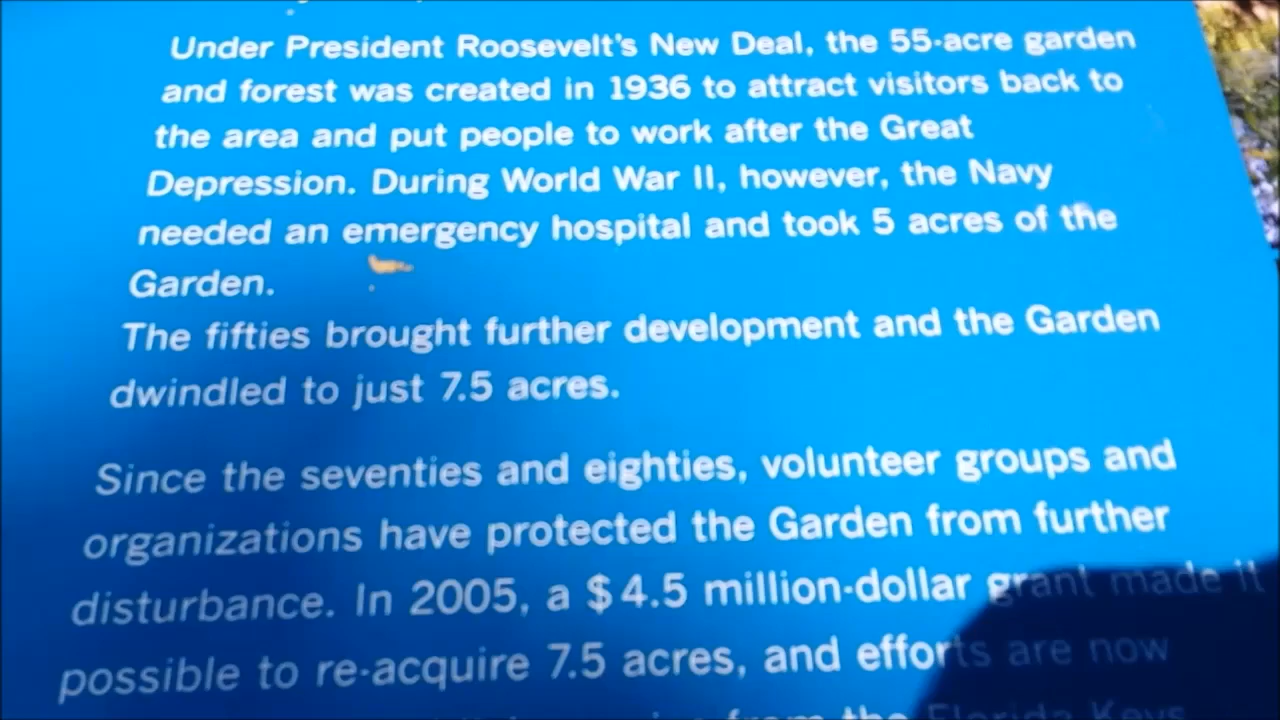 Under President Roosevelt's New Deal, the 55-acre garden
and forest was created in 1936 to attract visitors back to
the area and put people to work after the Great
Depression. During World War II, however, the Navy
needed an emergency hospital and took 5 acres of the
Garden.
The fifties brought further development and the Garden
dwindled to just 7.5 acres.
Since the seventies and eighties, volunteer groups and
organizations have protected the Garden from further
disturbance. In 2005, a $4.5 million-dollar grant made it
possible to re-acquire 7.5 acres, and efforts are now
from the Florida Keys